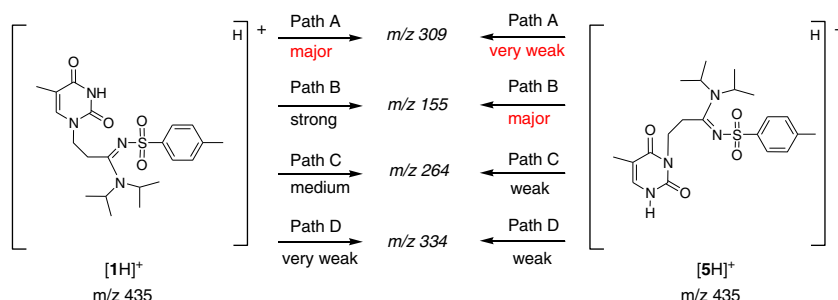 H +
O
NH
N O
O
N S
O
N
[1H]+
m/z 435
Path A m/z 309 Path A
major very weak
Path B m/z 155 Path B
strong major
Path C m/z 264 Path C
medium weak
Path D m/z 334 Path D
very weak weak
H
N
O
O N S
N O
N O
H
[5H]+
m/z 435